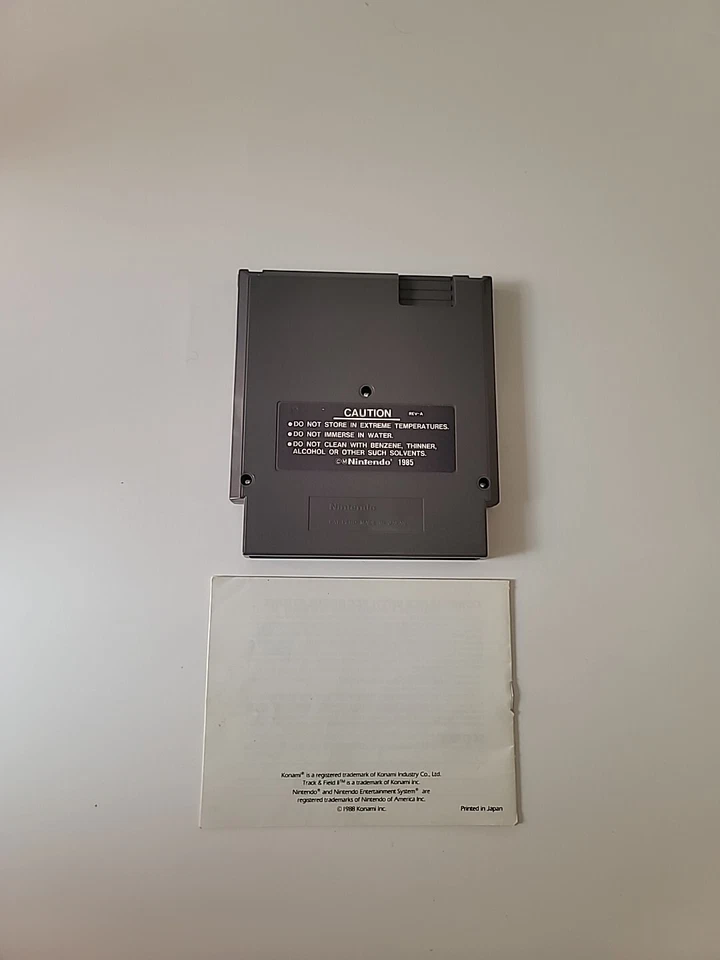 CAUTION REV-A
●DO NOT STORE IN EXTREME TEMPERATURES.
●DO NOT IMMERSE IN WATER.
●DO NOT CLEAN WITH BENZENE, THINNER,
ALCOHOL OR OTHER SUCH SOLVENTS.
©Ⓜ Nintendo® 1985
Nintendo
Konami® is a registered trademark of Konami Industry Co., Ltd.
Track & Field II™ is a trademark of Konami Inc.
Nintendo® and Nintendo Entertainment System® are
registered trademarks of Nintendo of America Inc.
© 1988 Konami Inc.
Printed in Japan